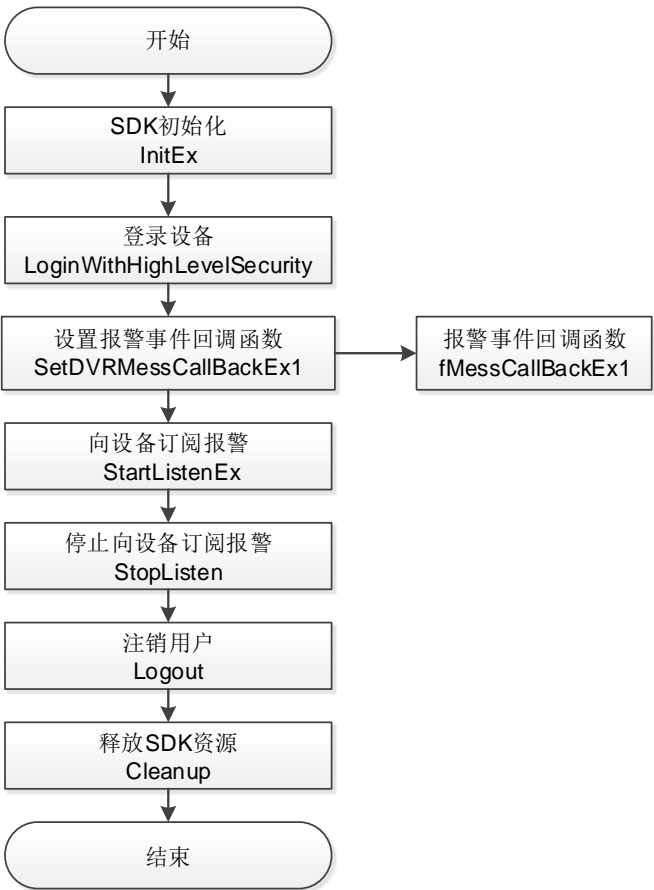 开始
SDK初始化
InitEx
登录设备
LoginWithHighLevelSecurity
设置报警事件回调函数
SetDVRMessCallBackEx1
报警事件回调函数
fMessCallBackEx1
向设备订阅报警
StartListenEx
停止向设备订阅报警
StopListen
注销用户
Logout
释放SDK资源
Cleanup
结束